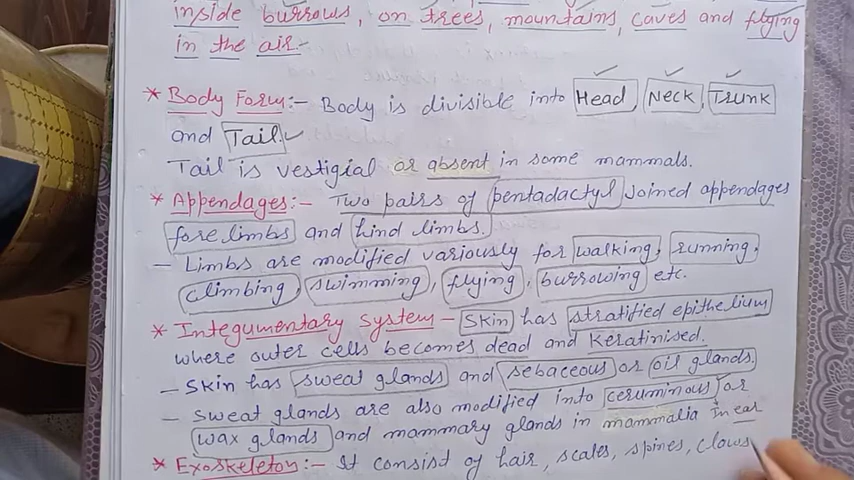 inside burrows, on trees, mountains, caves and flying
in the air.
* Body Form:- Body is divisible into Head, Neck, Trunk
and Tail
Tail is vestigial or absent in some mammals.
* Appendages:- Two pairs of pentadactyl joined appendages
fore limbs and hind limbs.
- Limbs are modified variously for walking, running,
climbing, swimming, flying, burrowing etc.
* Integumentary System - Skin has stratified epithelium
where outer cells becomes dead and keratinised.
- Skin has sweat glands and sebaceous or oil glands.
- Sweat glands are also modified into ceruminous or
wax glands and mammary glands in mammalia In ear
* Exoskeleton:- It consist of hair, scales, spines, claws